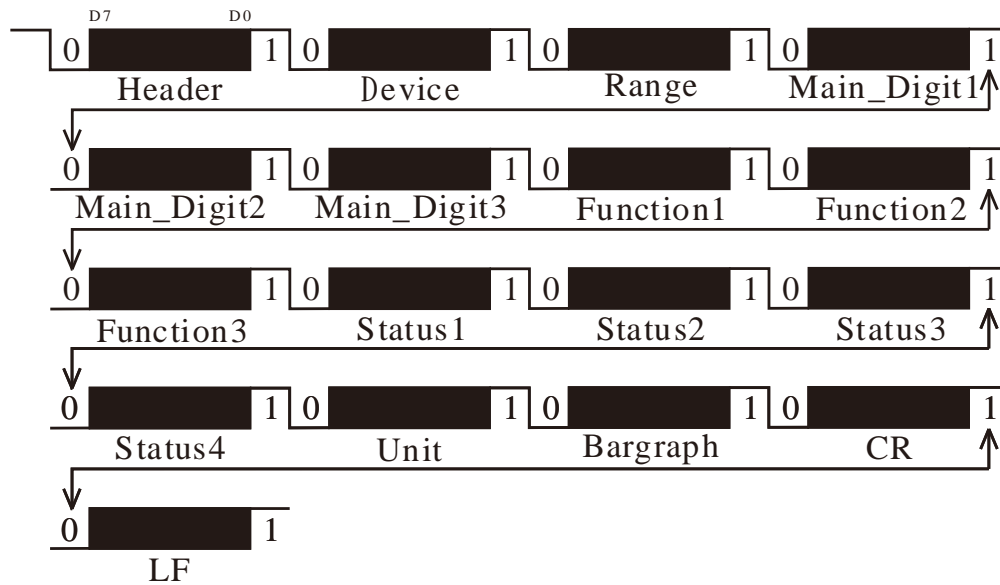 D7 D0
0 1 0 1 0 1 0 1
Header Device Range Main_Digit1
0 1 0 1 0 1 0 1
Main_Digit2 Main_Digit3 Function1 Function2
0 1 0 1 0 1 0 1
Function3 Status1 Status2 Status3
0 1 0 1 0 1 0 1
Status4 Unit Bargraph CR
0 1
LF